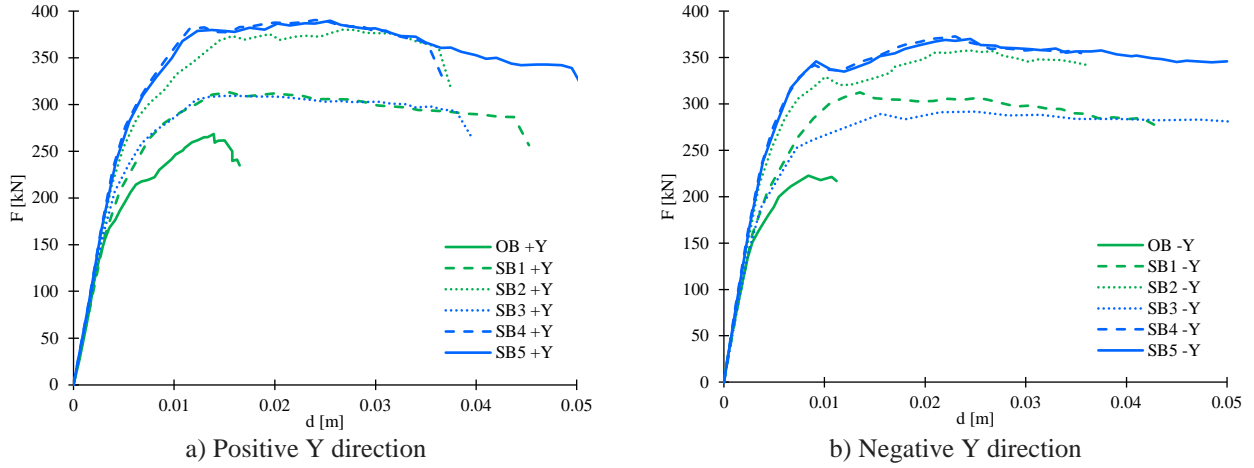 400
350
300
250
200
150
100
50
0
F [kN]
OB +Y
SB1 +Y
SB2 +Y
SB3 +Y
SB4 +Y
SB5 +Y
0 0.01 0.02 0.03 0.04 0.05
d [m]
a) Positive Y direction
400
350
300
250
200
150
100
50
0
F [kN]
OB -Y
SB1 -Y
SB2 -Y
SB3 -Y
SB4 -Y
SB5 -Y
0 0.01 0.02 0.03 0.04 0.05
d [m]
b) Negative Y direction